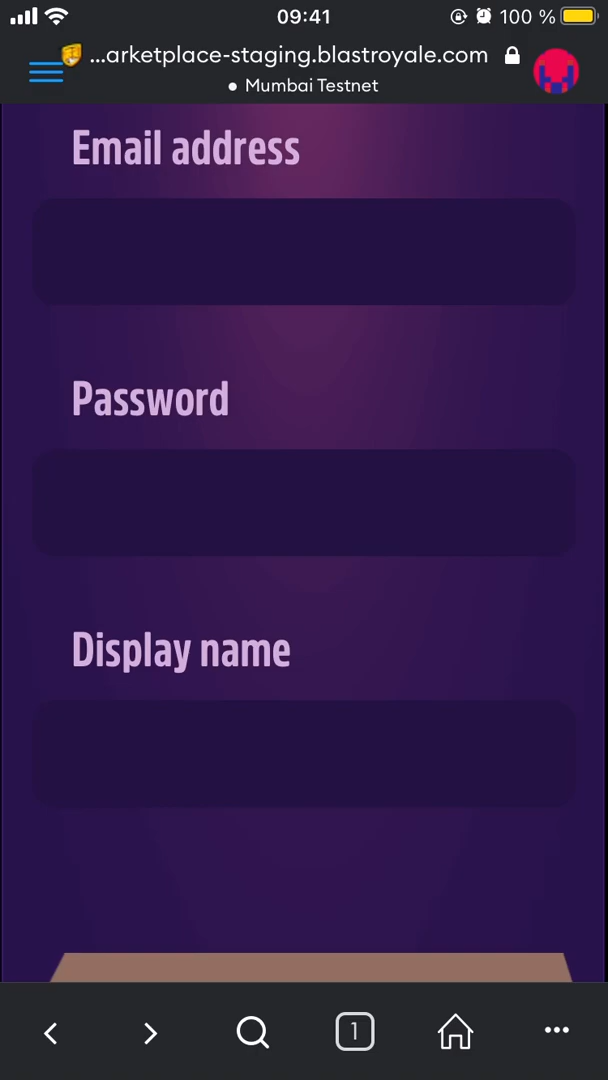 09:41
100 %
...arketplace-staging.blastroyale.com
Mumbai Testnet
Email address
Password
Display name
1